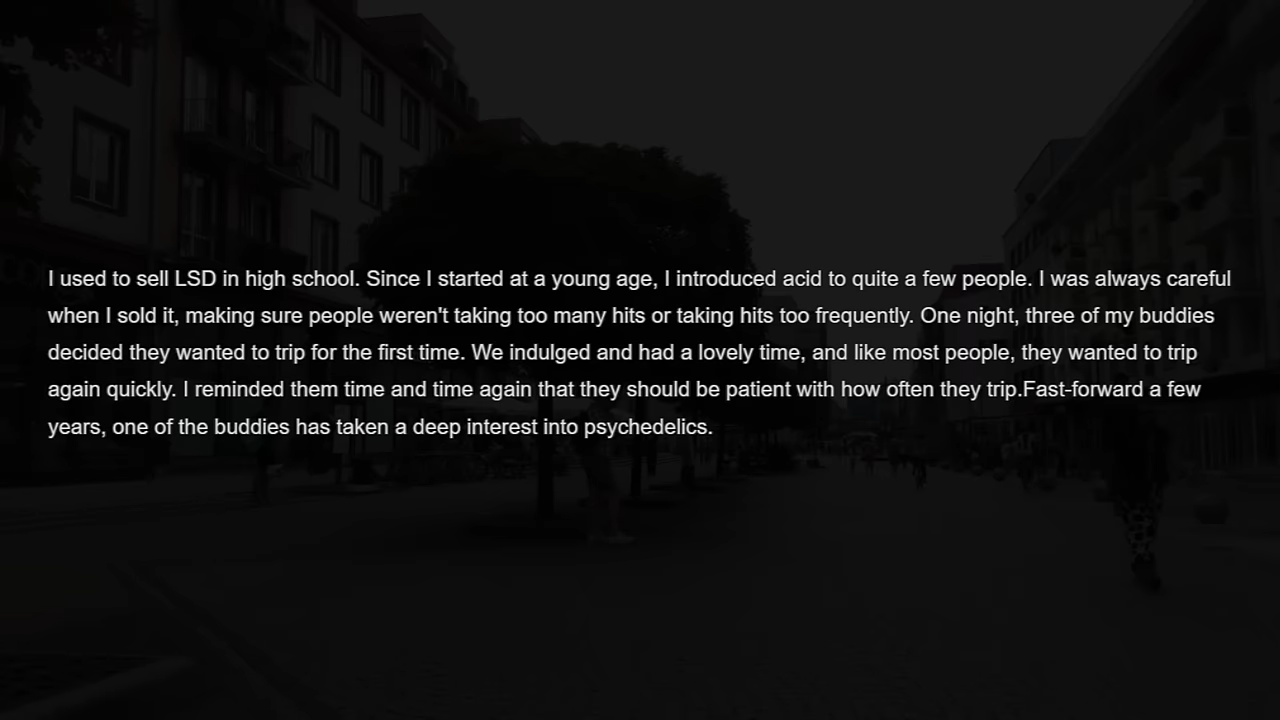 I used to sell LSD in high school. Since I started at a young age, I introduced acid to quite a few people. I was always careful
when I sold it, making sure people weren't taking too many hits or taking hits too frequently. One night, three of my buddies
decided they wanted to trip for the first time. We indulged and had a lovely time, and like most people, they wanted to trip
again quickly. I reminded them time and time again that they should be patient with how often they trip.Fast-forward a few
years, one of the buddies has taken a deep interest into psychedelics.